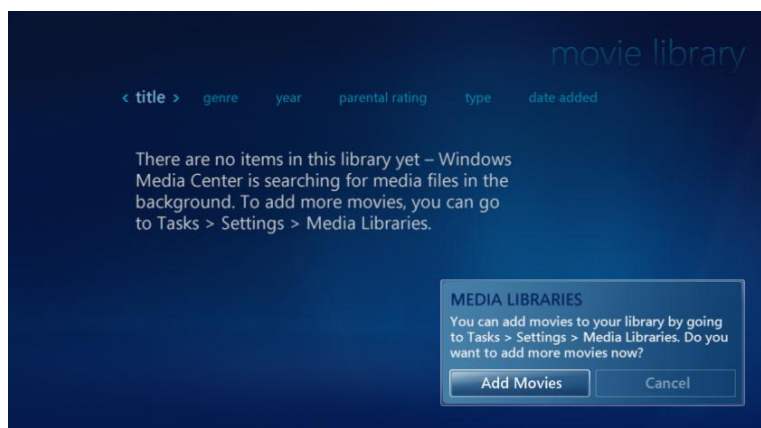 movie library
< title > genre year parental rating type date added
There are no items in this library yet – Windows
Media Center is searching for media files in the
background. To add more movies, you can go
to Tasks > Settings > Media Libraries.
MEDIA LIBRARIES
You can add movies to your library by going
to Tasks > Settings > Media Libraries. Do you
want to add more movies now?
Add Movies Cancel